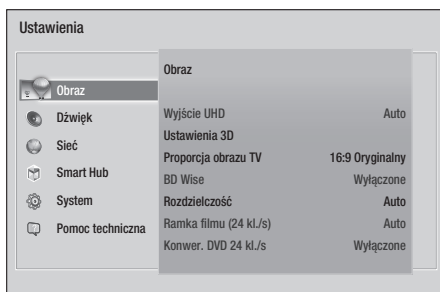 Ustawienia
Obraz
Dźwięk
Sieć
Smart Hub
System
Pomoc techniczna
Obraz
Wyjście UHD Auto
Ustawienia 3D
Proporcja obrazu TV 16:9 Oryginalny
BD Wise Wyłączone
Rozdzielczość Auto
Ramka filmu (24 kl./s) Auto
Konwer. DVD 24 kl./s Wyłączone